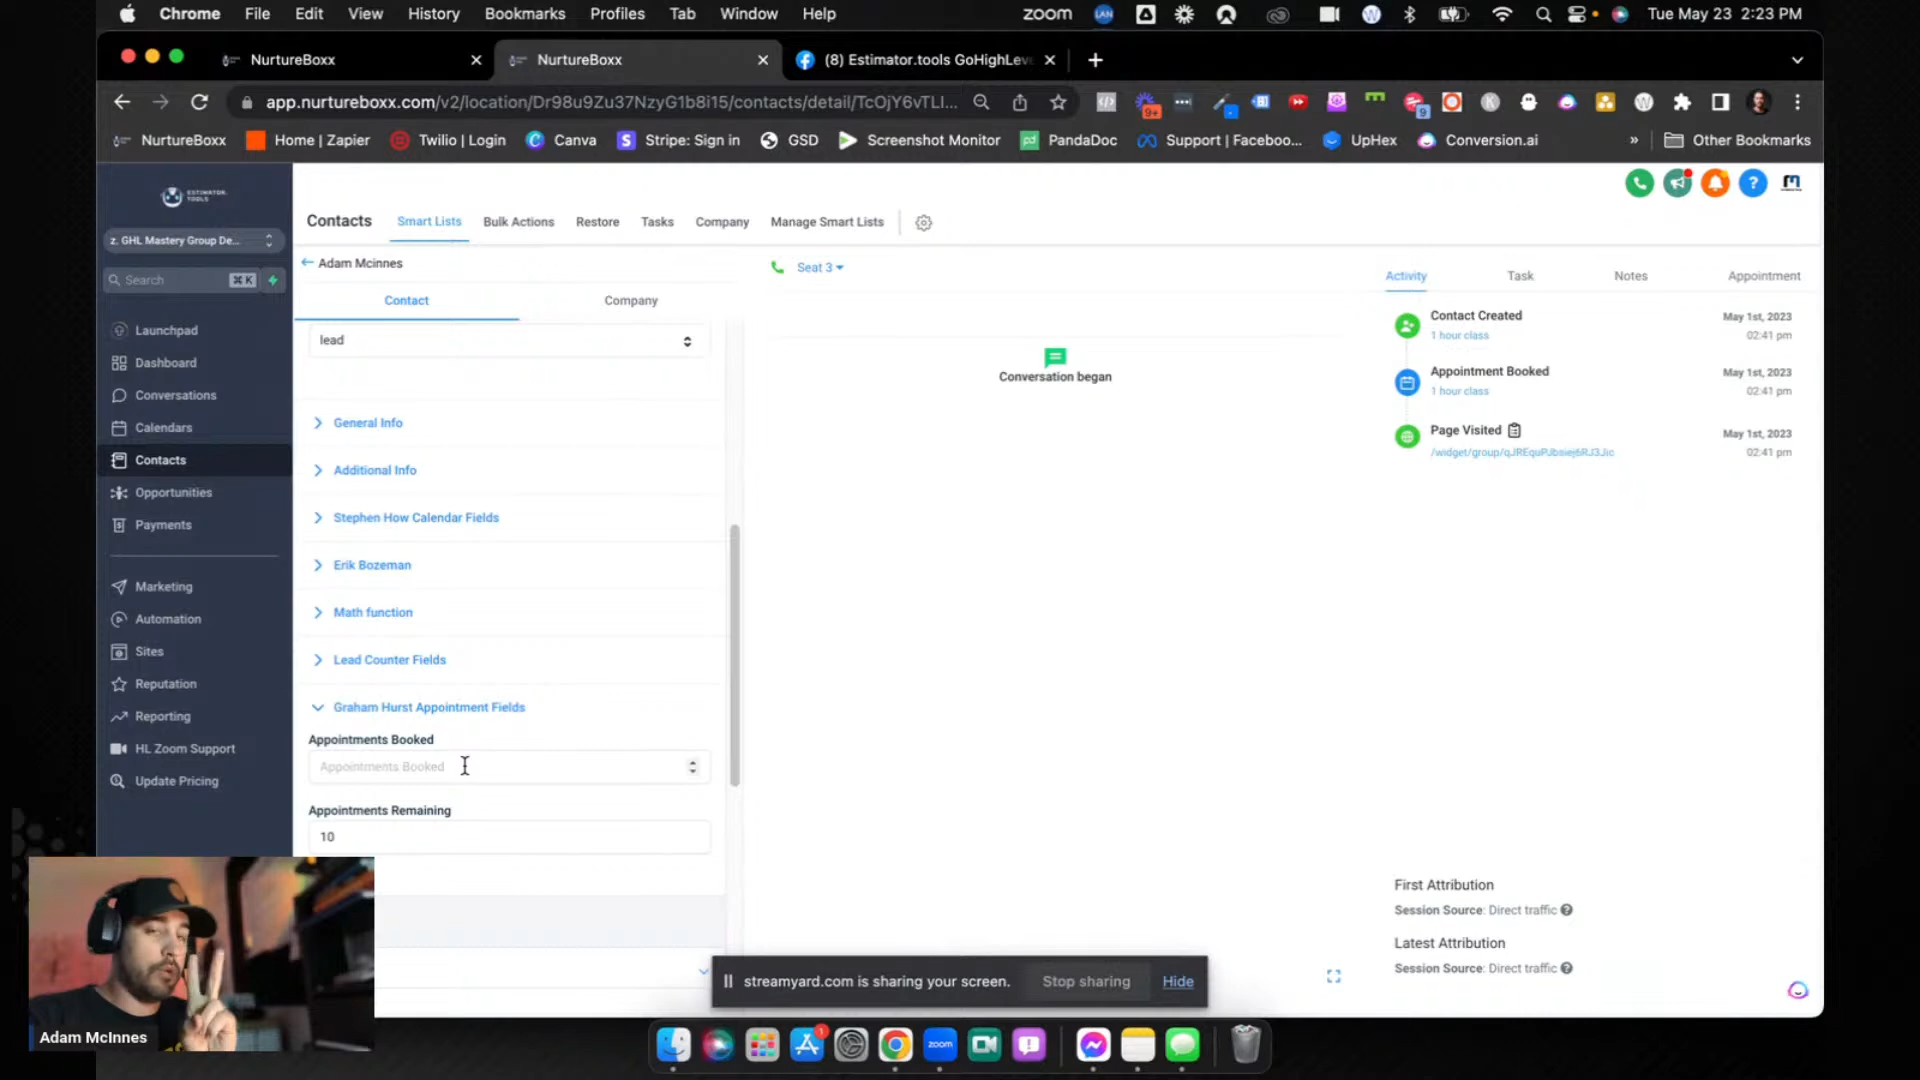 Chrome File Edit View History Bookmarks Profiles Tab Window Help
zoom LAN W Tue May 23 2:23 PM
NurtureBoxx
NurtureBoxx
(8) Estimator.tools GoHighLev
app.nurtureboxx.com/v2/location/Dr98u9Zu37NzyG1b8i15/contacts/detail/TcOjY6vTLI...
9+
9
NurtureBoxx Home | Zapier Twilio | Login Canva Stripe: Sign in GSD Screenshot Monitor PandaDoc Support | Faceboo... UpHex Conversion.ai » Other Bookmarks
ESTIMATOR.
TOOLS
z. GHL Mastery Group De...
Search ⌘K
Launchpad
Dashboard
Conversations
Calendars
Contacts
Opportunities
Payments
Marketing
Automation
Sites
Reputation
Reporting
HL Zoom Support
Update Pricing
Contacts Smart Lists Bulk Actions Restore Tasks Company Manage Smart Lists
Adam Mcinnes
Contact Company
lead
General Info
Additional Info
Stephen How Calendar Fields
Erik Bozeman
Math function
Lead Counter Fields
Graham Hurst Appointment Fields
Appointments Booked
Appointments Booked
Appointments Remaining
10
Seat 3
Conversation began
Activity Task Notes Appointment
Contact Created May 1st, 2023
1 hour class 02:41 pm
Appointment Booked May 1st, 2023
1 hour class 02:41 pm
Page Visited May 1st, 2023
/widget/group/qJREquPJbniej6RJ3Jic 02:41 pm
First Attribution
Session Source: Direct traffic
Latest Attribution
Session Source: Direct traffic
streamyard.com is sharing your screen. Stop sharing Hide
Adam McInnes
zoom
1